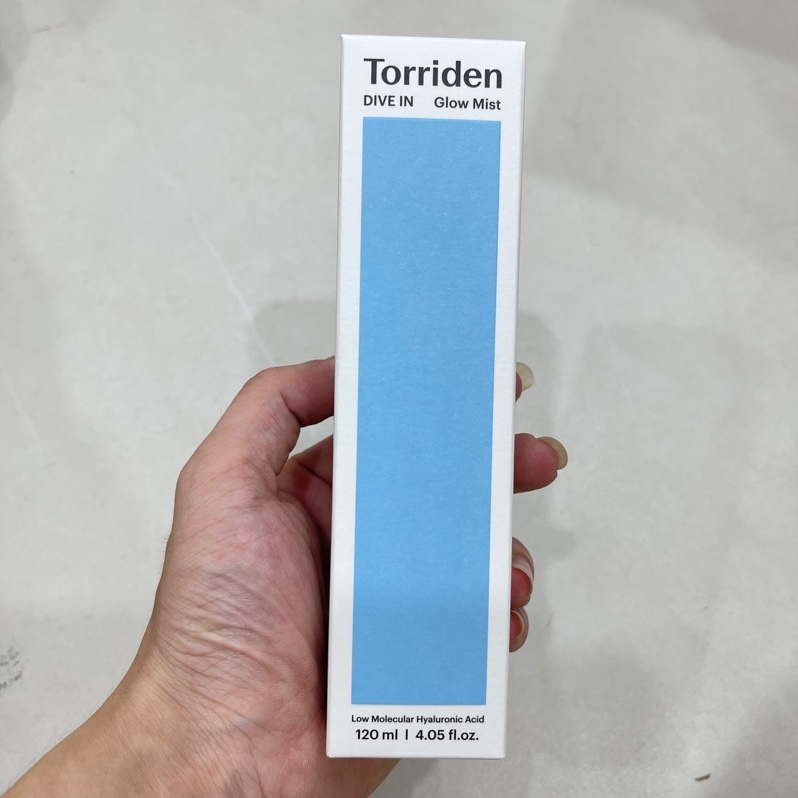 Torriden
DIVE IN Glow Mist
Low Molecular Hyaluronic Acid
120 ml | 4.05 fl.oz.